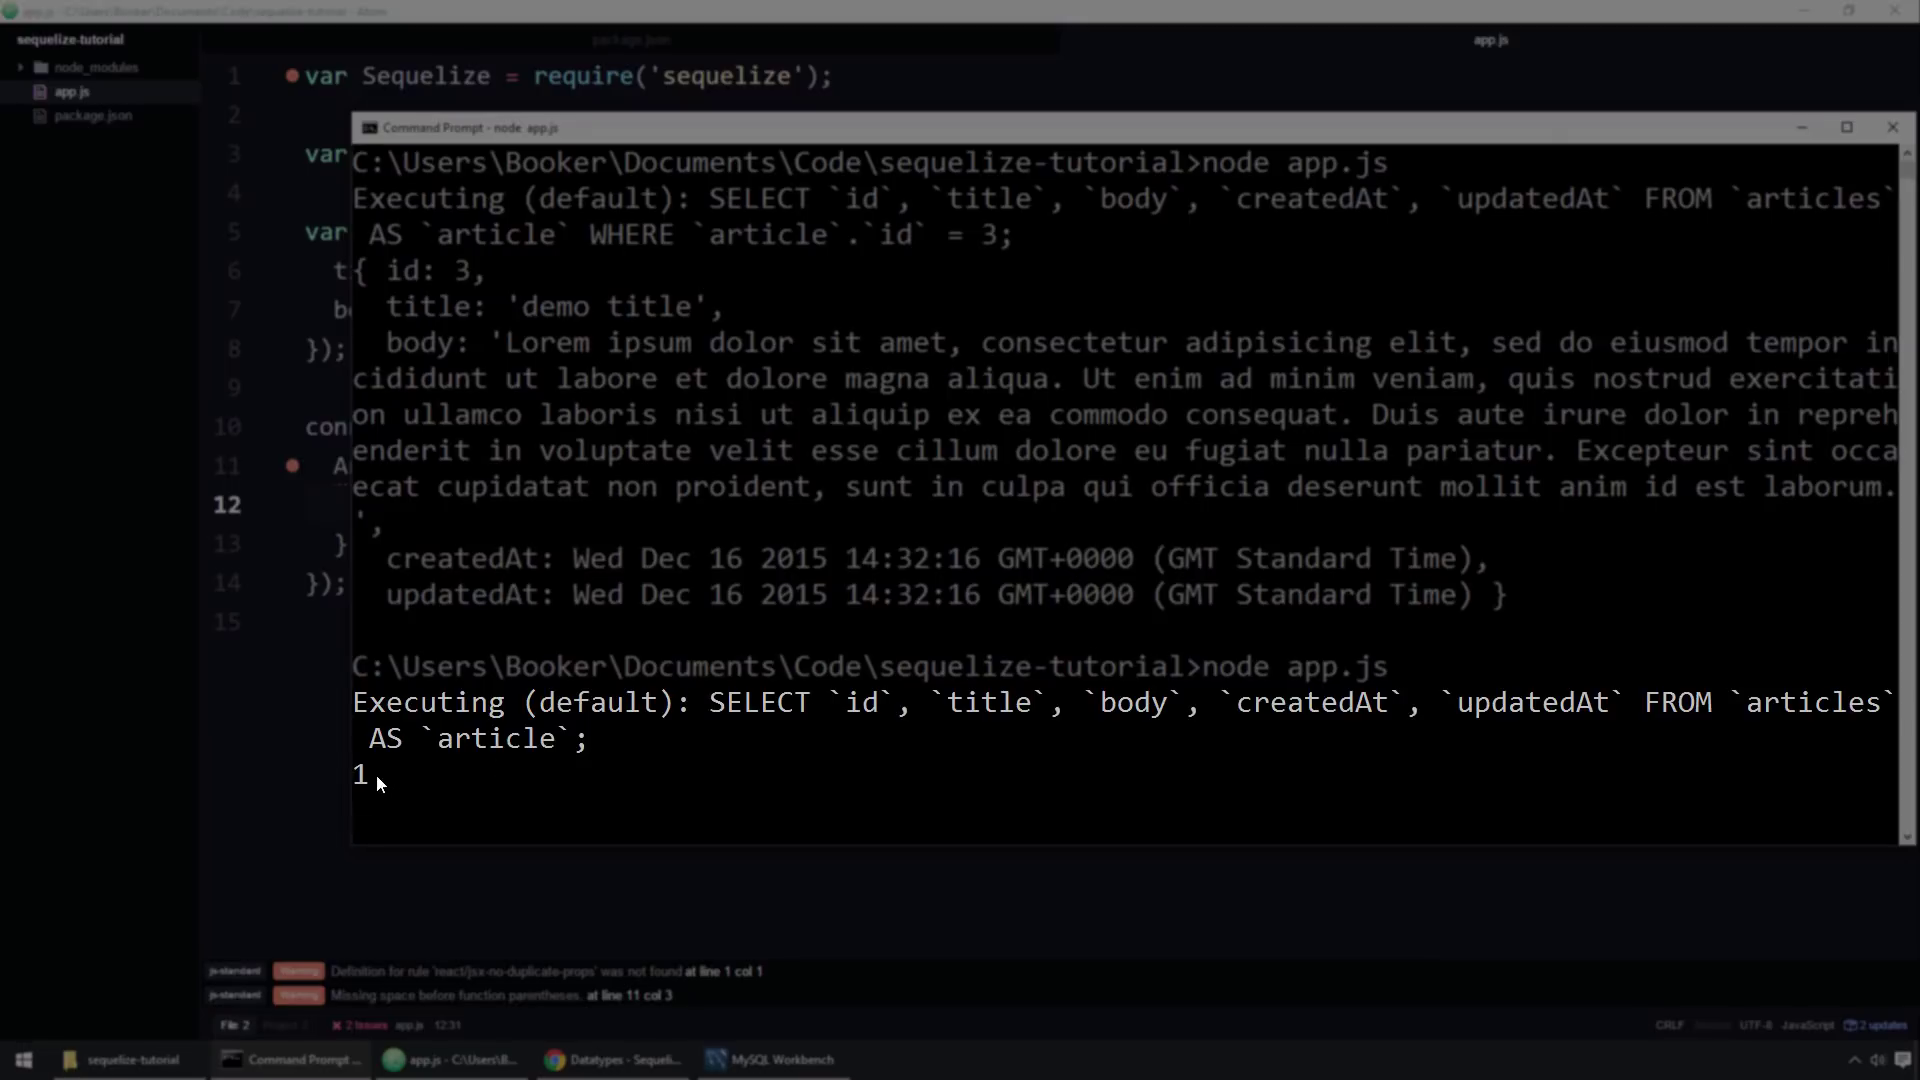 app.js - C:\Users\Booker\Documents\Code\sequelize-tutorial - Atom
sequelize-tutorial
package.json
app.js
node_modules
app.js
package.json
1 var Sequelize = require('sequelize');
2
3 var
4
5 var
6 t
7 bo
8 });
9
10 con
11 A
12
13 }
14 });
15
Command Prompt - node app.js
C:\Users\Booker\Documents\Code\sequelize-tutorial>node app.js
Executing (default): SELECT `id`, `title`, `body`, `createdAt`, `updatedAt` FROM `articles`
AS `article` WHERE `article`.`id` = 3;
{ id: 3,
title: 'demo title',
body: 'Lorem ipsum dolor sit amet, consectetur adipisicing elit, sed do eiusmod tempor in
cididunt ut labore et dolore magna aliqua. Ut enim ad minim veniam, quis nostrud exercitati
on ullamco laboris nisi ut aliquip ex ea commodo consequat. Duis aute irure dolor in repreh
enderit in voluptate velit esse cillum dolore eu fugiat nulla pariatur. Excepteur sint occa
ecat cupidatat non proident, sunt in culpa qui officia deserunt mollit anim id est laborum.
',
createdAt: Wed Dec 16 2015 14:32:16 GMT+0000 (GMT Standard Time),
updatedAt: Wed Dec 16 2015 14:32:16 GMT+0000 (GMT Standard Time) }
C:\Users\Booker\Documents\Code\sequelize-tutorial>node app.js
Executing (default): SELECT `id`, `title`, `body`, `createdAt`, `updatedAt` FROM `articles`
AS `article`;
1
js-standard Warning Definition for rule 'react/jsx-no-duplicate-props' was not found at line 1 col 1
js-standard Warning Missing space before function parentheses. at line 11 col 3
File 2 Project 2 2 Issues app.js 12:31 CRLF UTF-8 JavaScript 2 updates
sequelize-tutorial Command Prompt ... app.js - C:\Users\B... Datatypes - Sequeli... MySQL Workbench